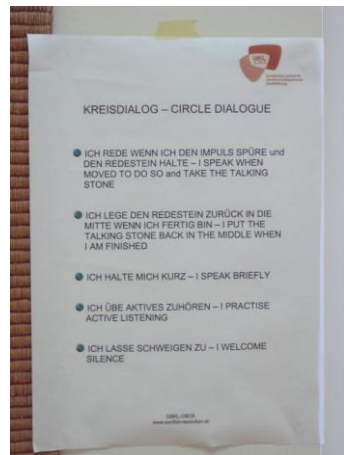 KREISDIALOG – CIRCLE DIALOGUE
ICH REDE WENN ICH DEN IMPULS SPÜRE und
DEN REDESTEIN HALTE – I SPEAK WHEN
MOVED TO DO SO and TAKE THE TALKING
STONE
ICH LEGE DEN REDESTEIN ZURÜCK IN DIE
MITTE WENN ICH FERTIG BIN – I PUT THE
TALKING STONE BACK IN THE MIDDLE WHEN
I AM FINISHED
ICH HALTE MICH KURZ – I SPEAK BRIEFLY
ICH ÜBE AKTIVES ZUHÖREN – I PRACTISE
ACTIVE LISTENING
ICH LASSE SCHWEIGEN ZU – I WELCOME
SILENCE